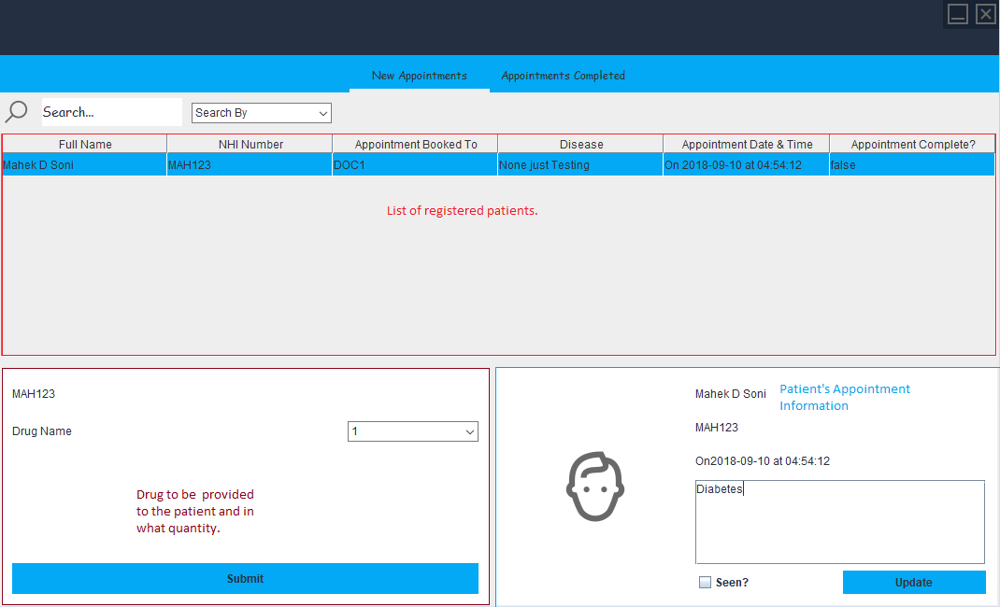 New Appointments Appointments Completed
Search... Search By
Full Name NHI Number Appointment Booked To Disease Appointment Date & Time Appointment Complete?
Mahek D Soni MAH123 DOC1 None just Testing On 2018-09-10 at 04:54:12 false
List of registered patients.
MAH123
Drug Name 1
Drug to be provided
to the patient and in
what quantity.
Submit
Mahek D Soni Patient's Appointment
Information
MAH123
On2018-09-10 at 04:54:12
Diabetes
Seen? Update